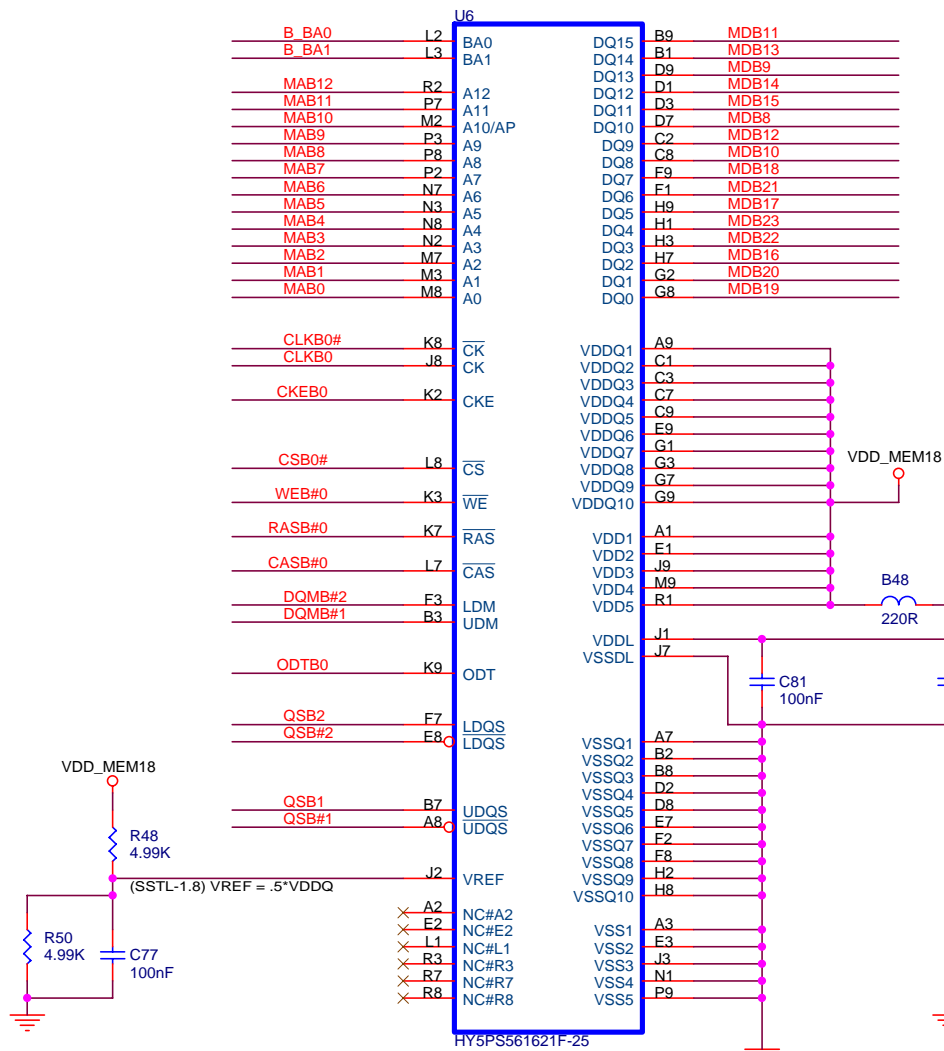 U6
B_BA0 L2 BA0 DQ15 B9 MDB11
B_BA1 L3 BA1 DQ14 B1 MDB13
DQ13 D9 MDB9
MAB12 R2 A12 DQ12 D1 MDB14
MAB11 P7 A11 DQ11 D3 MDB15
MAB10 M2 A10/AP DQ10 D7 MDB8
MAB9 P3 A9 DQ9 C2 MDB12
MAB8 P8 A8 DQ8 C8 MDB10
MAB7 P2 A7 DQ7 F9 MDB18
MAB6 N7 A6 DQ6 F1 MDB21
MAB5 N3 A5 DQ5 H9 MDB17
MAB4 N8 A4 DQ4 H1 MDB23
MAB3 N2 A3 DQ3 H3 MDB22
MAB2 M7 A2 DQ2 H7 MDB16
MAB1 M3 A1 DQ1 G2 MDB20
MAB0 M8 A0 DQ0 G8 MDB19
CLKB0# K8 CK VDDQ1 A9
CLKB0 J8 CK VDDQ2 C1
VDDQ3 C3
CKEB0 K2 CKE VDDQ4 C7
VDDQ5 C9
VDDQ6 E9
VDDQ7 G1
VDD_MEM18
CSB0# L8 CS VDDQ8 G3
VDDQ9 G7
WEB#0 K3 WE VDDQ10 G9
RASB#0 K7 RAS VDD1 A1
VDD2 E1
CASB#0 L7 CAS VDD3 J9
VDD4 M9
DQMB#2 F3 LDM VDD5 R1 B48
220R
DQMB#1 B3 UDM
VDDL J1
VSSDL J7
ODTB0 K9 ODT
C81
100nF
QSB2 F7 LDQS
QSB#2 E8 LDQS VSSQ1 A7
VSSQ2 B2
VSSQ3 B8
VDD_MEM18
VSSQ4 D2
QSB1 B7 UDQS VSSQ5 D8
QSB#1 A8 UDQS VSSQ6 E7
R48
4.99K
VSSQ7 F2
VSSQ8 F8
(SSTL-1.8) VREF = .5*VDDQ J2 VREF VSSQ9 H2
VSSQ10 H8
A2 NC#A2
E2 NC#E2 VSS1 A3
L1 NC#L1 VSS2 E3
R3 NC#R3 VSS3 J3
R7 NC#R7 VSS4 N1
R8 NC#R8 VSS5 P9
R50
4.99K
C77
100nF
HY5PS561621F-25